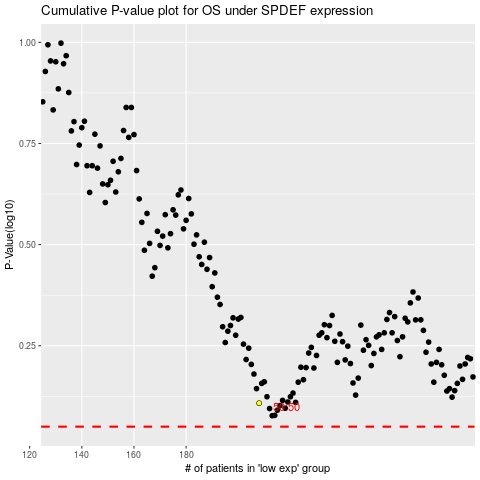 Cumulative P-value plot for OS under SPDEF expression
P-Value(log10)
1.00
0.75
0.50
0.25
120 140 160 180
# of patients in 'low exp' group